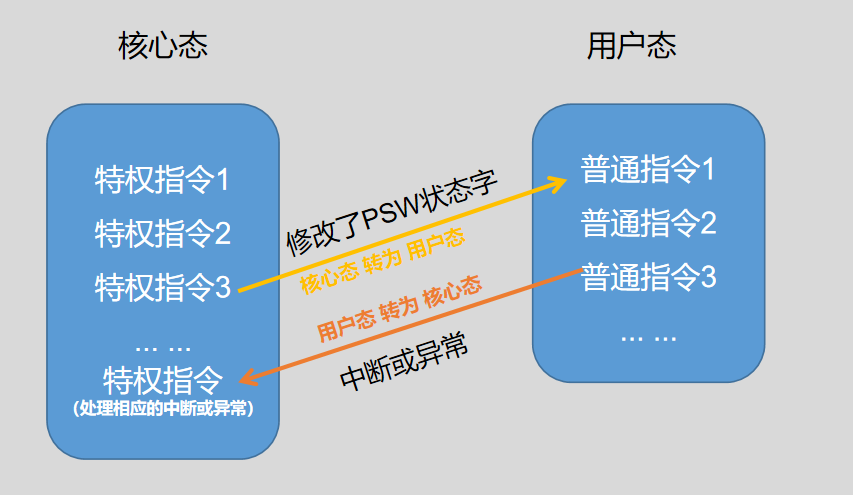 核心态
用户态
特权指令1
特权指令2
特权指令3
... ...
特权指令
(处理相应的中断或异常)
修改了PSW状态字
核心态 转为 用户态
用户态 转为 核心态
中断或异常
普通指令1
普通指令2
普通指令3
... ...